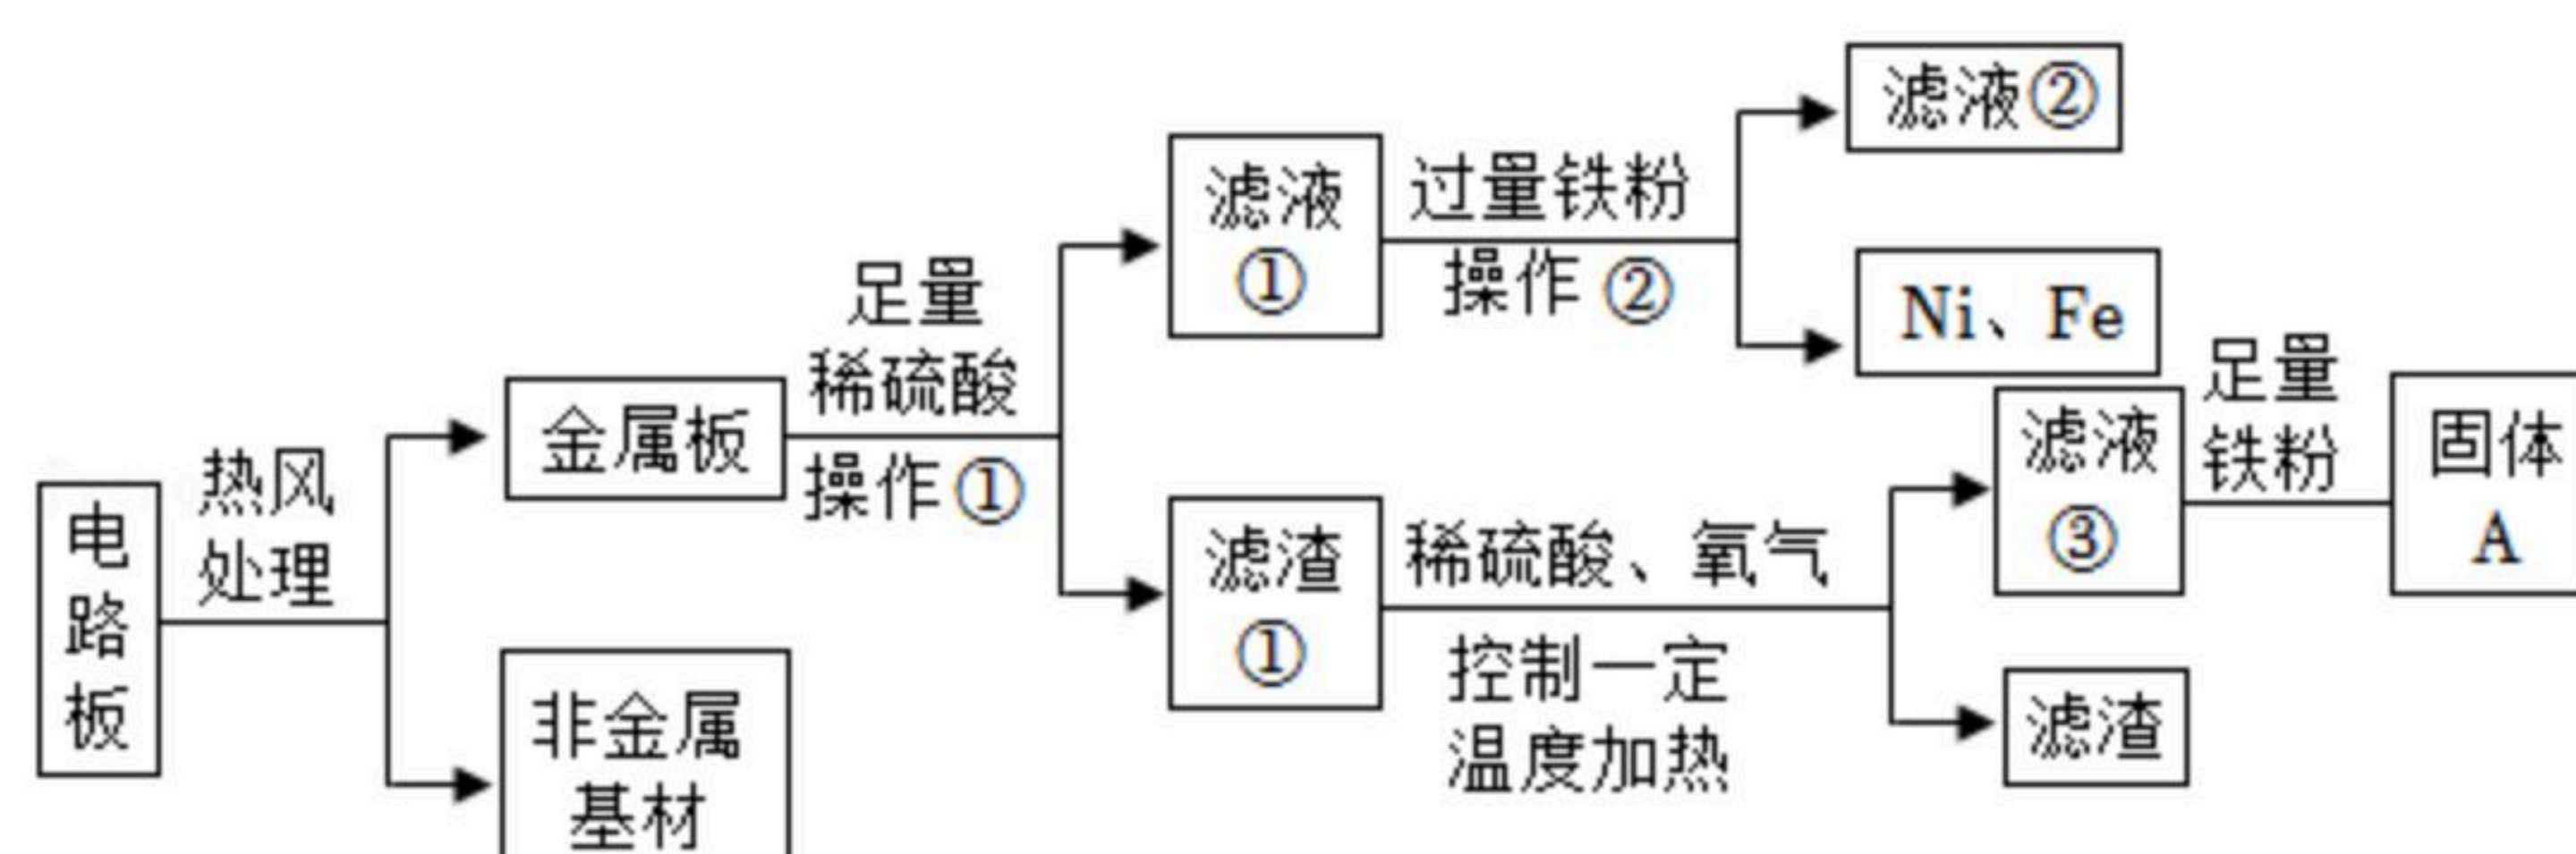 电
路
板
热风
处理
金属板
非金属
基材
足量
稀硫酸
操作①
滤液
①
滤渣
①
过量铁粉
操作②
滤液②
Ni、Fe
稀硫酸、氧气
控制一定
温度加热
滤液
③
滤渣
足量
铁粉
固体
A